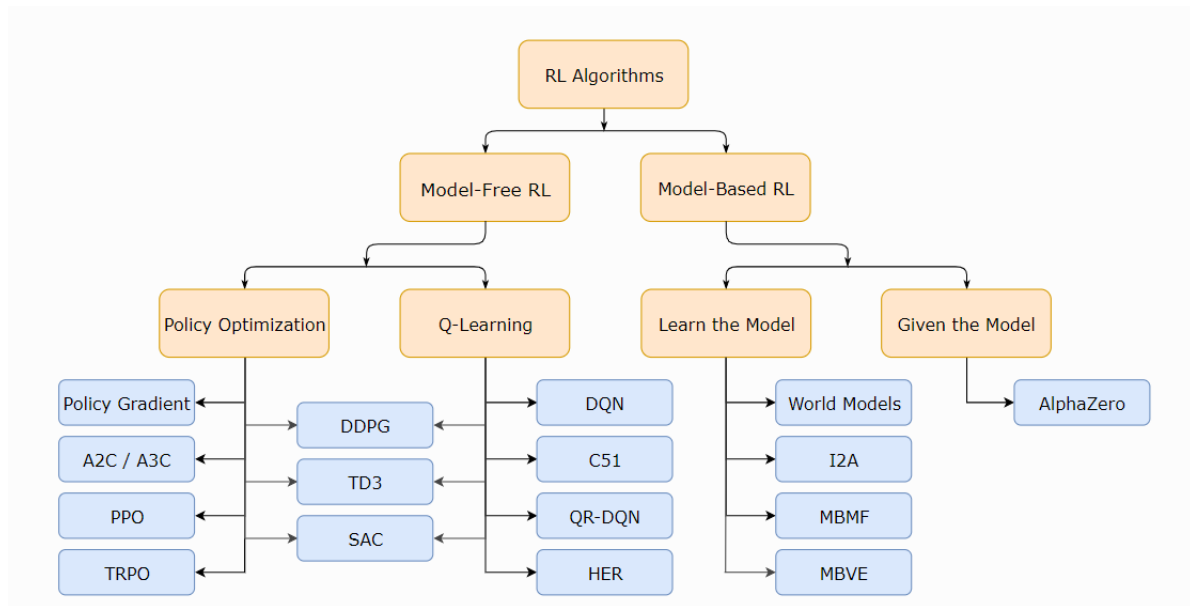 RL Algorithms
Model-Free RL
Model-Based RL
Policy Optimization
Q-Learning
Learn the Model
Given the Model
Policy Gradient
DDPG
DQN
World Models
AlphaZero
A2C / A3C
TD3
C51
I2A
PPO
SAC
QR-DQN
MBMF
TRPO
HER
MBVE